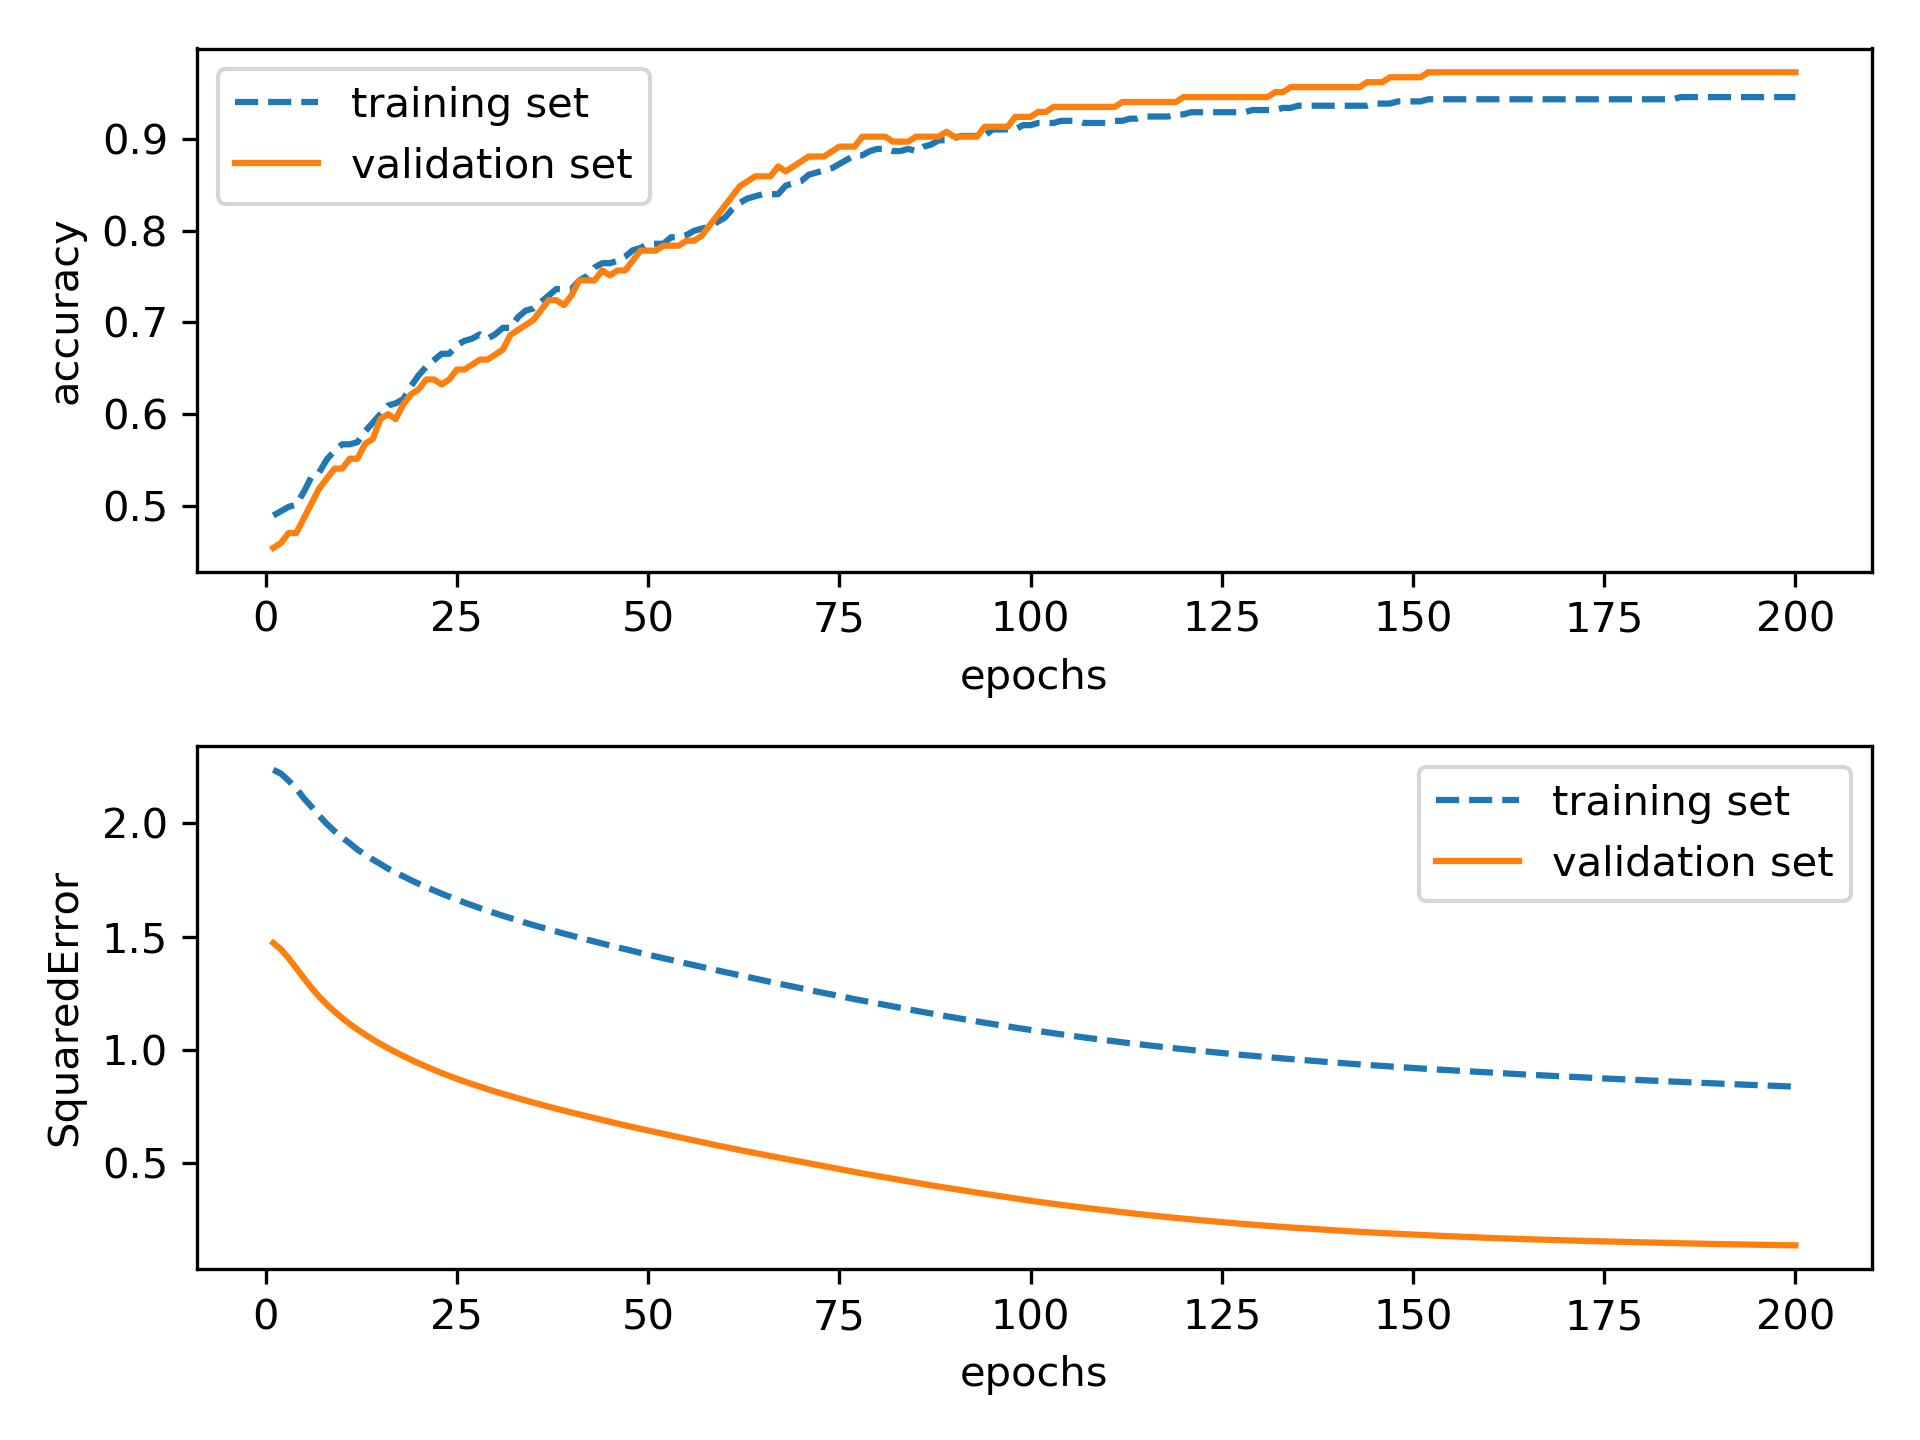 training set
validation set
accuracy
0.9
0.8
0.7
0.6
0.5
0 25 50 75 100 125 150 175 200
epochs
training set
validation set
SquaredError
2.0
1.5
1.0
0.5
0 25 50 75 100 125 150 175 200
epochs